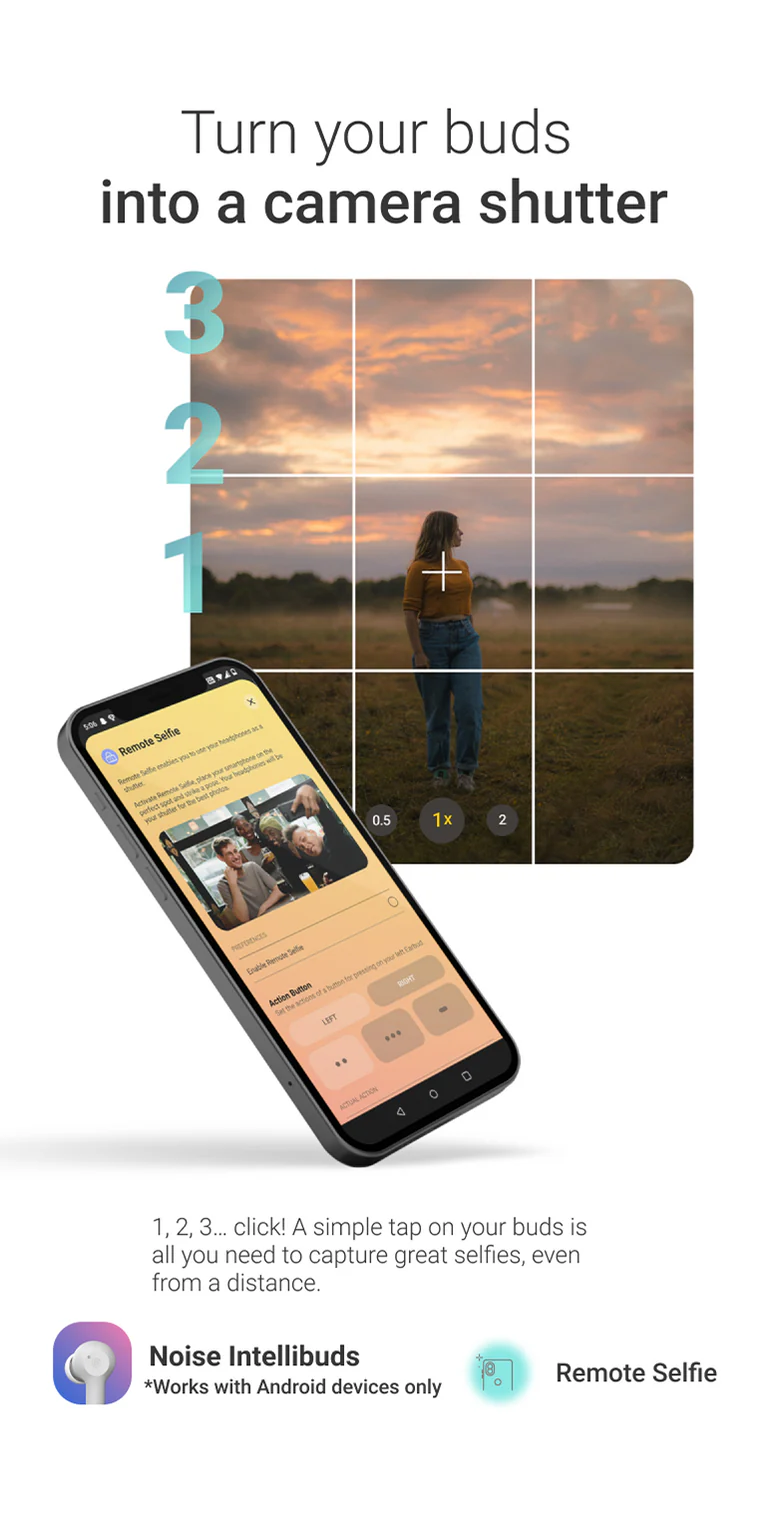 Turn your buds
into a camera shutter
3
2
1
0.5
1x
2
5:06
Remote Selfie
Remote Selfie enables you to use your headphones as a
shutter.
Activate Remote Selfie, place your smartphone on the
perfect spot and strike a pose. Your headphones will be
your shutter for the best photos.
PREFERENCES
Enable Remote Selfie
Action Button
Set the actions of a button for pressing on your left Earbud
LEFT
RIGHT
ACTUAL ACTION
1, 2, 3... click! A simple tap on your buds is
all you need to capture great selfies, even
from a distance.
Noise Intellibuds
*Works with Android devices only
Remote Selfie